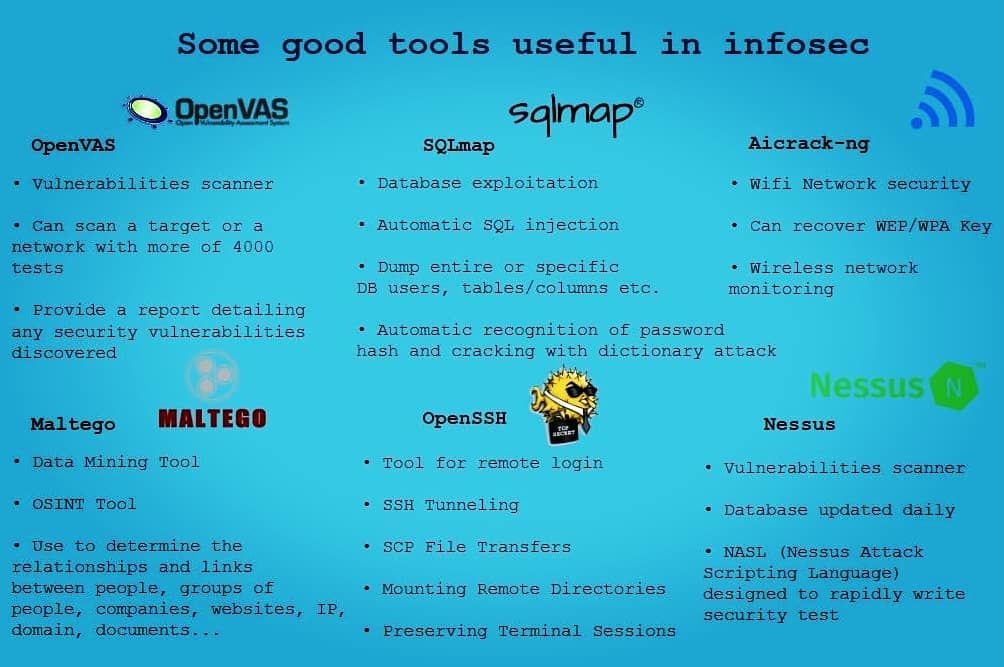 Some good tools useful in infosec
OpenVAS
Open Vulnerability Assessment System
OpenVAS
• Vulnerabilities scanner
• Can scan a target or a
network with more of 4000
tests
• Provide a report detailing
any security vulnerabilities
discovered
sqlmap®
SQLmap
• Database exploitation
• Automatic SQL injection
• Dump entire or specific
DB users, tables/columns etc.
• Automatic recognition of password
hash and cracking with dictionary attack
Aicrack-ng
• Wifi Network security
• Can recover WEP/WPA Key
• Wireless network
monitoring
MALTEGO
Maltego
• Data Mining Tool
• OSINT Tool
• Use to determine the
relationships and links
between people, groups of
people, companies, websites, IP,
domain, documents...
OpenSSH
TOP
SECRET
• Tool for remote login
• SSH Tunneling
• SCP File Transfers
• Mounting Remote Directories
• Preserving Terminal Sessions
Nessus N™
Nessus
• Vulnerabilities scanner
• Database updated daily
• NASL (Nessus Attack
Scripting Language)
designed to rapidly write
security test